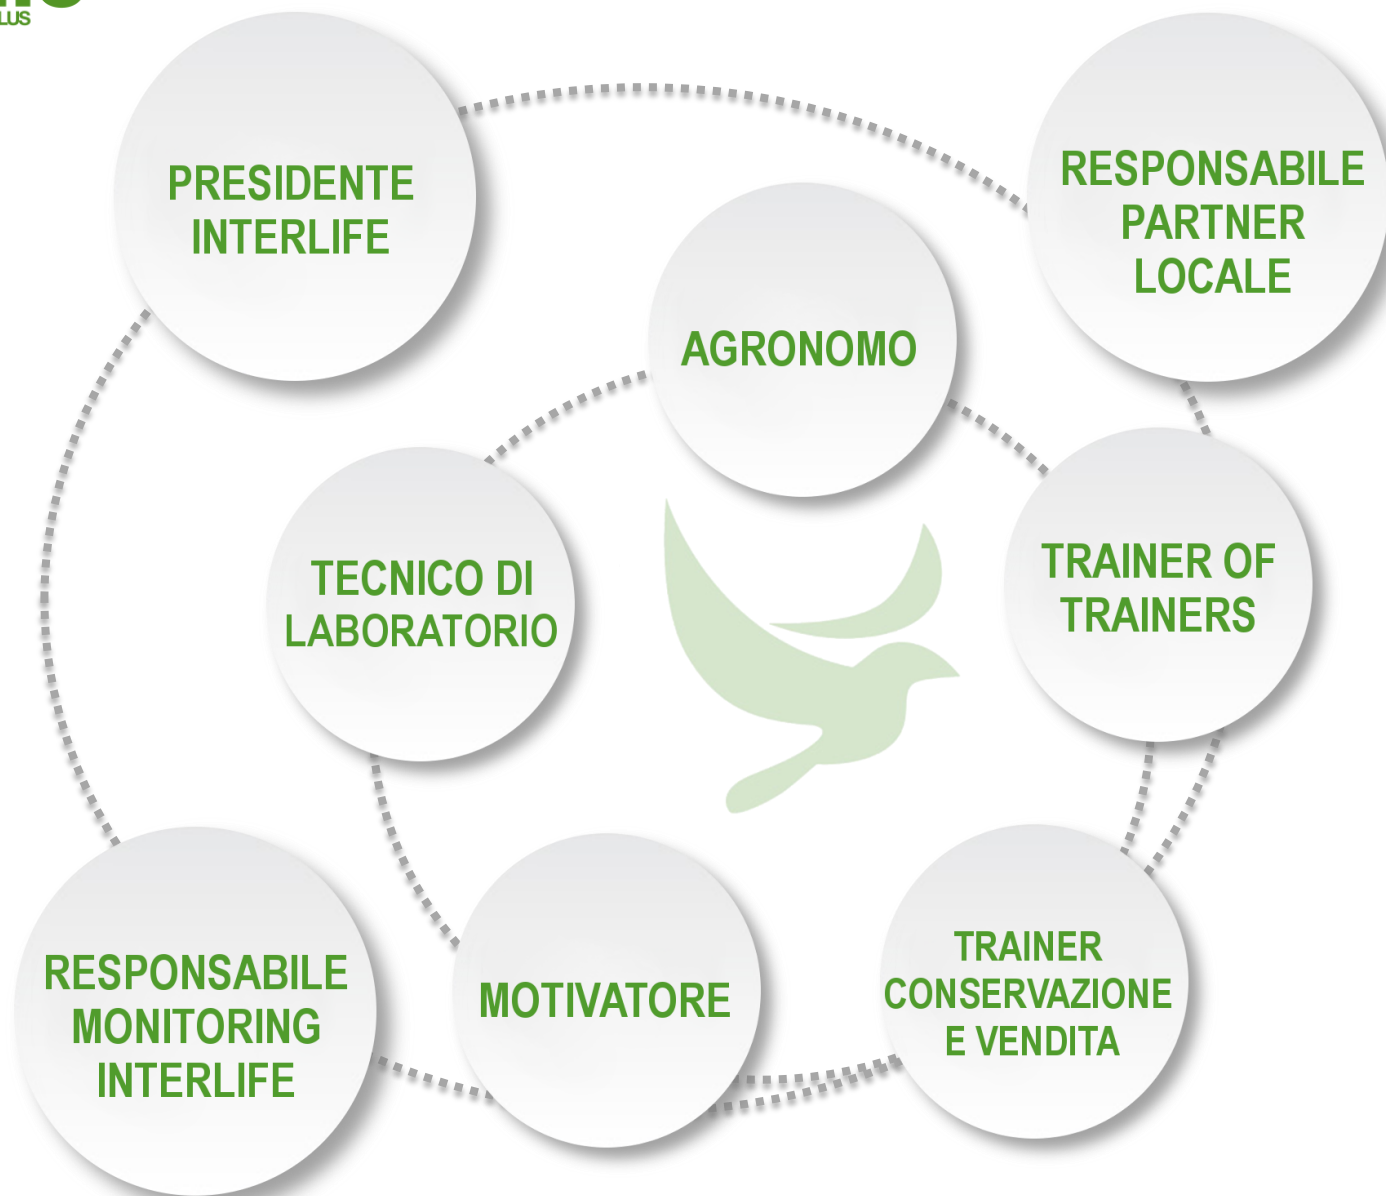 LUS
PRESIDENTE
INTERLIFE
RESPONSABILE
PARTNER
LOCALE
AGRONOMO
TECNICO DI
LABORATORIO
TRAINER OF
TRAINERS
RESPONSABILE
MONITORING
INTERLIFE
MOTIVATORE
TRAINER
CONSERVAZIONE
E VENDITA